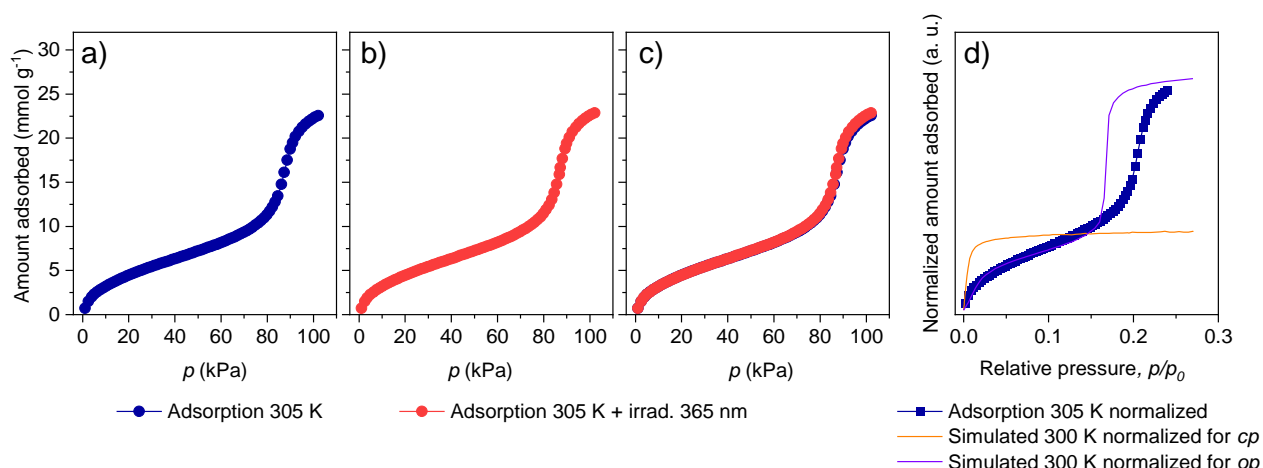 a)
b)
c)
d)
Amount adsorbed (mmol g-1)
30
25
20
15
10
5
0
0 20 40 60 80 100
0 20 40 60 80 100
0 20 40 60 80 100
p (kPa)
p (kPa)
p (kPa)
Normalized amount adsorbed (a. u.)
0.0 0.1 0.2 0.3
Relative pressure, p/p0
Adsorption 305 K
Adsorption 305 K + irrad. 365 nm
Adsorption 305 K normalized
Simulated 300 K normalized for cp
Simulated 300 K normalized for op